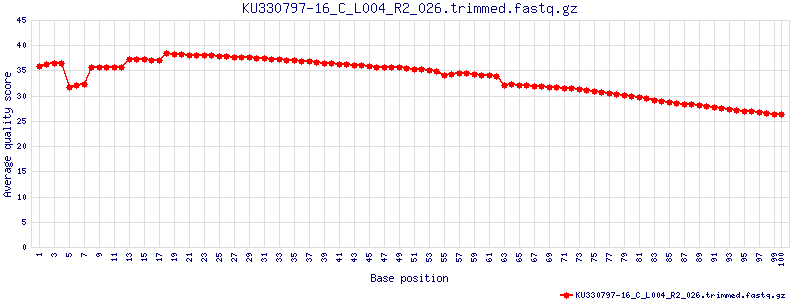 KU330797-16_C_L004_R2_026.trimmed.fastq.gz
45
40
35
30
25
20
15
10
5
0
Average quality score
1 3 5 7 9 11 13 15 17 19 21 23 25 27 29 31 33 35 37 39 41 43 45 47 49 51 53 55 57 59 61 63 65 67 69 71 73 75 77 79 81 83 85 87 89 91 93 95 97 99 100
Base position
KU330797-16_C_L004_R2_026.trimmed.fastq.gz